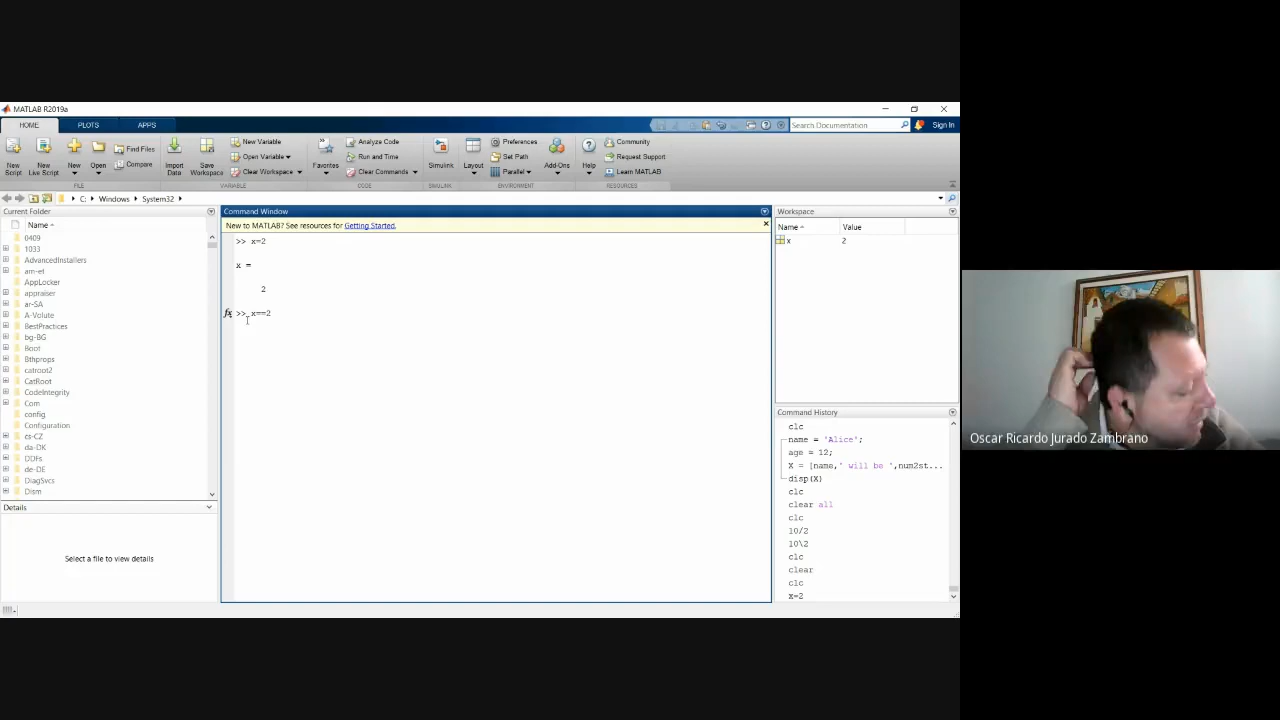 MATLAB R2019a
HOME PLOTS APPS Search Documentation Sign In
New Script
New Live Script
New
Open
Find Files
Compare
FILE
Import Data
Save Workspace
New Variable
Open Variable
Clear Workspace
VARIABLE
Favorites
Analyze Code
Run and Time
Clear Commands
CODE
Simulink
SIMULINK
Layout
Preferences
Set Path
Parallel
Add-Ons
ENVIRONMENT
Help
Community
Request Support
Learn MATLAB
RESOURCES
C: Windows System32
Current Folder
Name
0409
1033
AdvancedInstallers
am-et
AppLocker
appraiser
ar-SA
A-Volute
BestPractices
bg-BG
Boot
Bthprops
catroot2
CatRoot
CodeIntegrity
Com
config
Configuration
cs-CZ
da-DK
DDFs
de-DE
DiagSvcs
Dism
Details
Select a file to view details
Command Window
New to MATLAB? See resources for Getting Started.
>> x=2
x =
2
fx >> x==2
Workspace
Name Value
x 2
Command History
clc
name = 'Alice';
age = 12;
X = [name,' will be ',num2st...
disp(X)
clc
clear all
clc
10/2
10\2
clc
clear
clc
x=2
Oscar Ricardo Jurado Zambrano